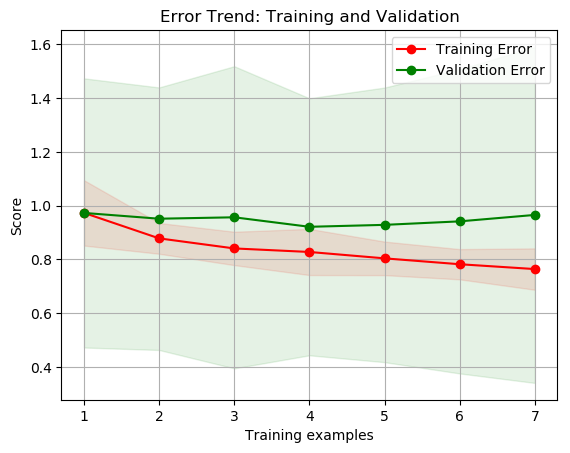 Error Trend: Training and Validation
Training Error
Validation Error
1.6
1.4
1.2
1.0
0.8
0.6
0.4
Score
1 2 3 4 5 6 7
Training examples